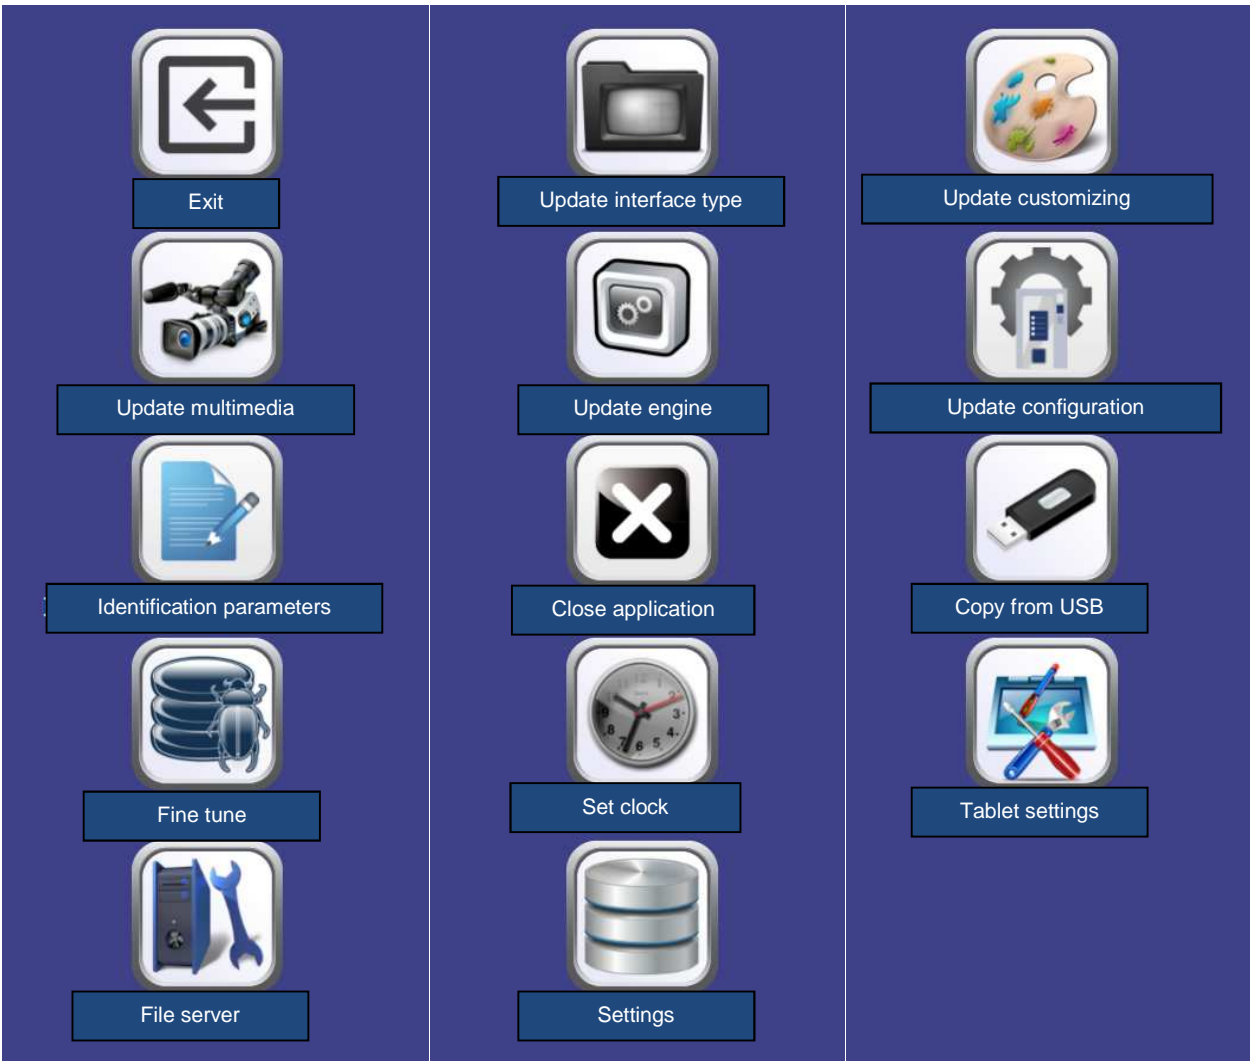 Exit
Update interface type
Update customizing
Update multimedia
Update engine
Update configuration
Identification parameters
Close application
Copy from USB
Fine tune
Set clock
Tablet settings
File server
Settings